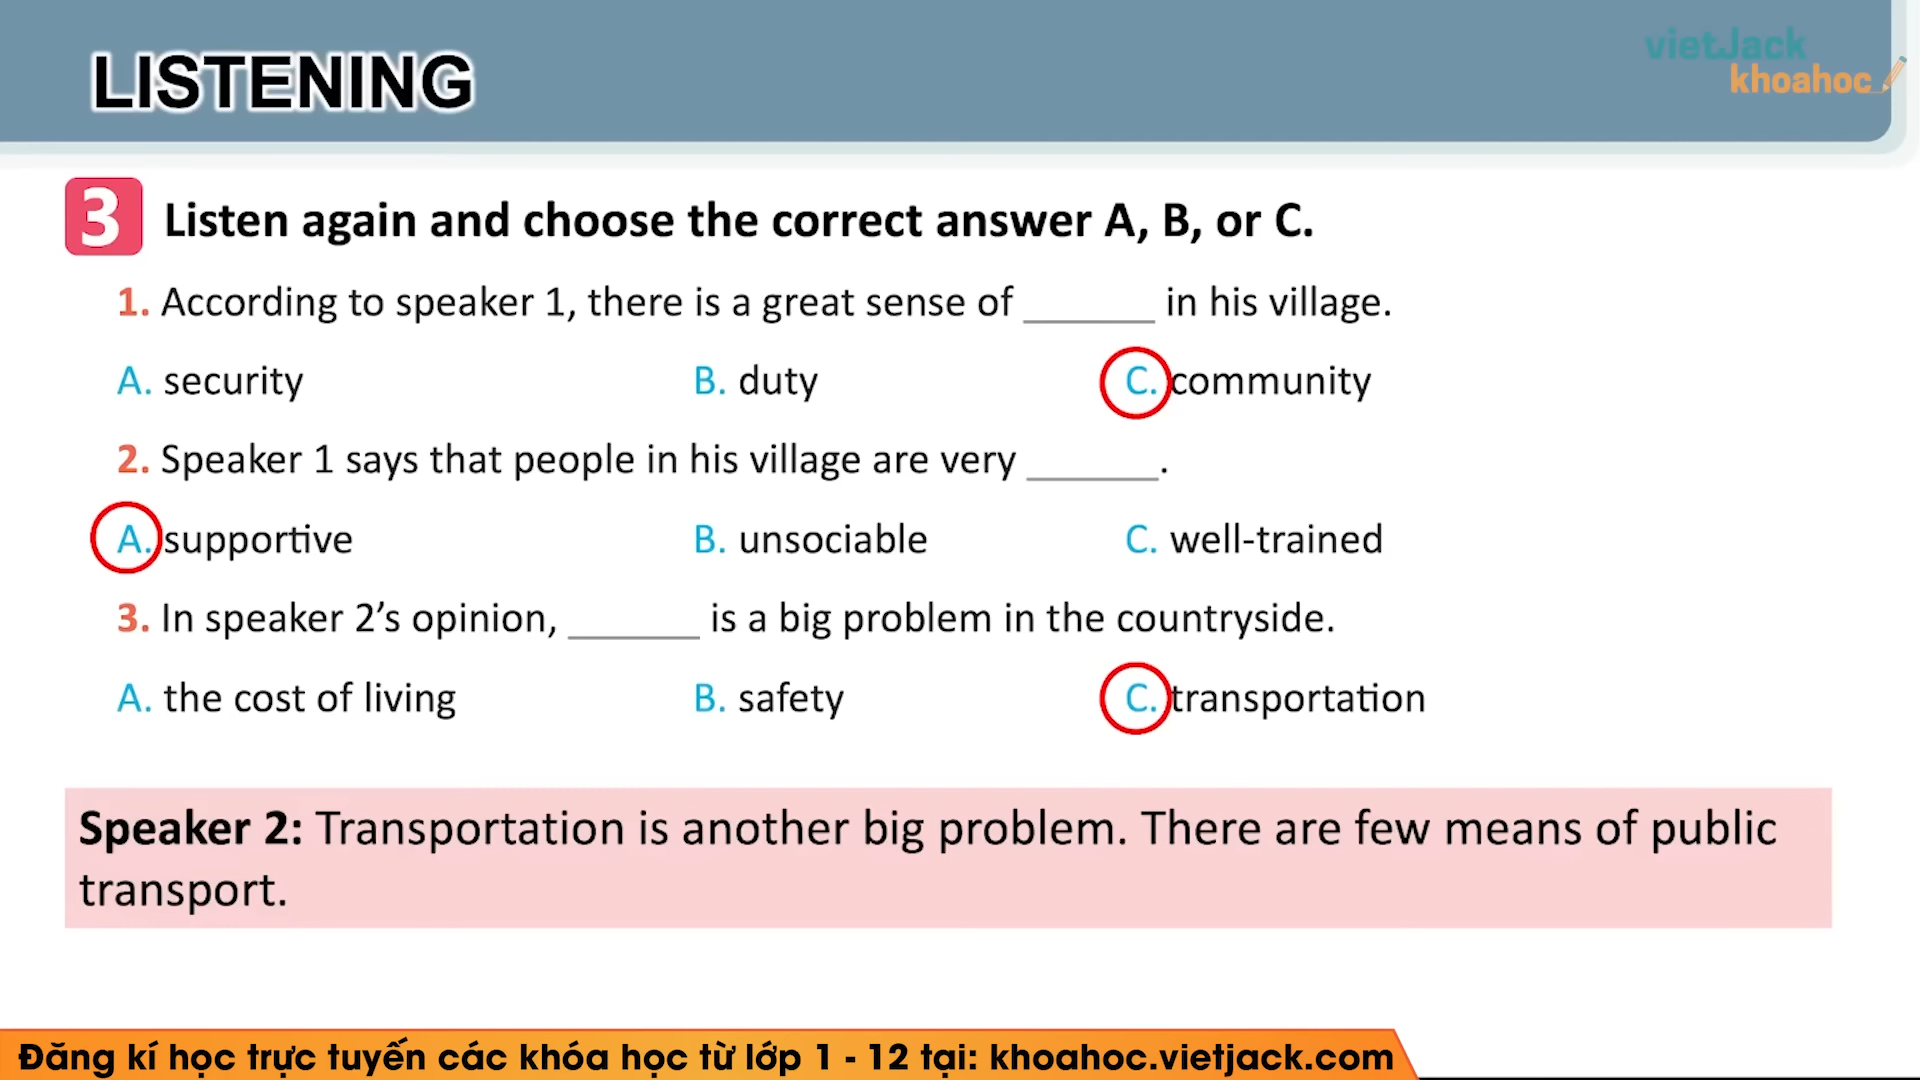 LISTENING
vietJack
khoahoc
3 Listen again and choose the correct answer A, B, or C.
1. According to speaker 1, there is a great sense of ______ in his village.
A. security B. duty C. community
2. Speaker 1 says that people in his village are very ______.
A. supportive B. unsociable C. well-trained
3. In speaker 2’s opinion, ______ is a big problem in the countryside.
A. the cost of living B. safety C. transportation
Speaker 2: Transportation is another big problem. There are few means of public
transport.
Đăng kí học trực tuyến các khóa học từ lớp 1 - 12 tại: khoahoc.vietjack.com